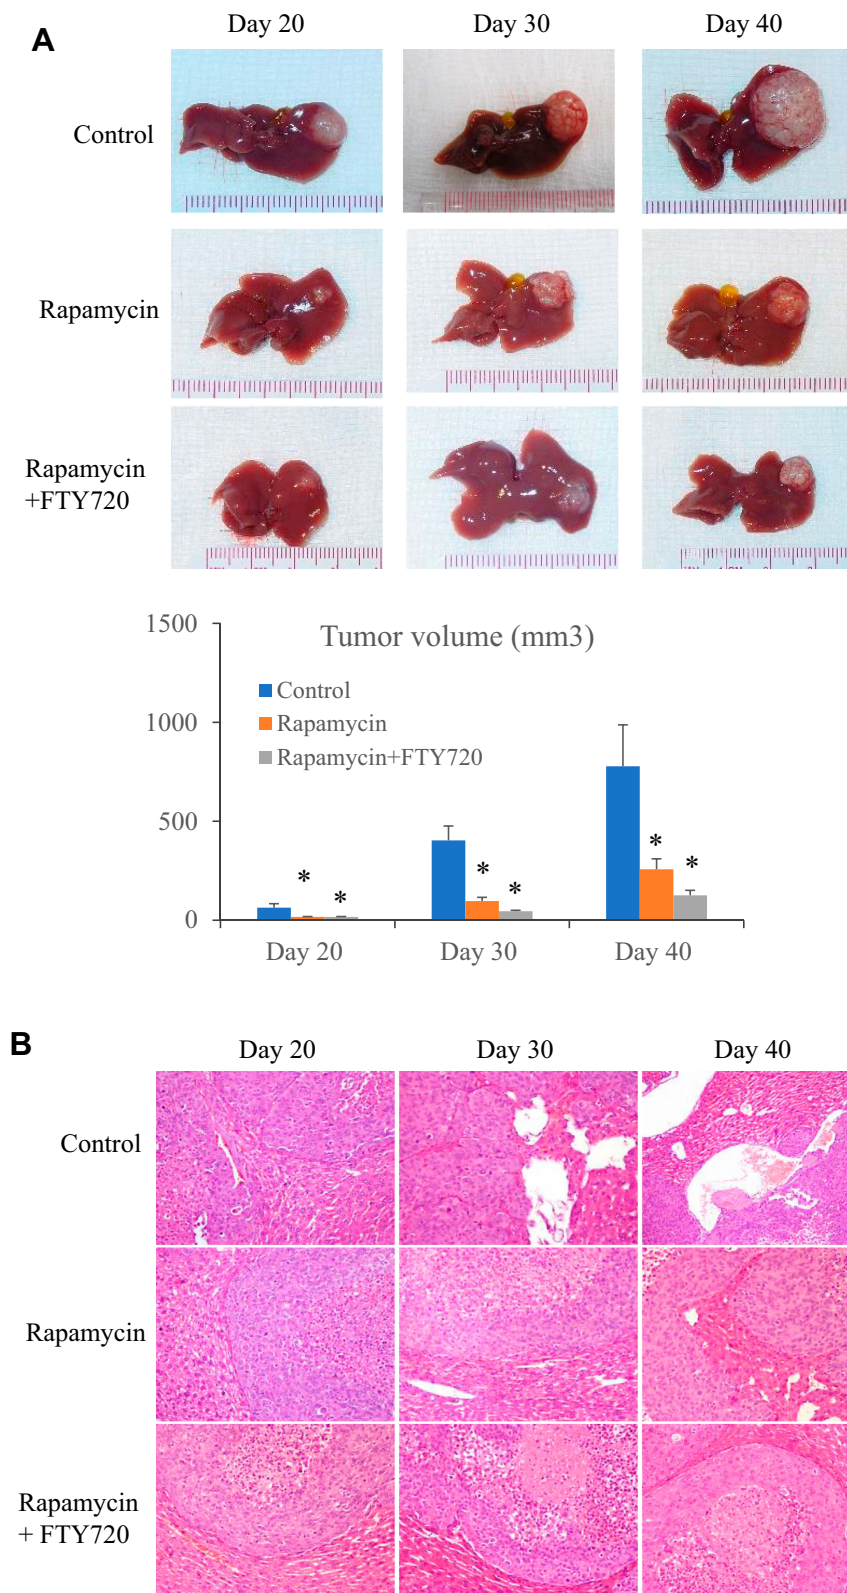 A
Day 20
Day 30
Day 40
Control
Rapamycin
Rapamycin
+FTY720
Tumor volume (mm3)
1500
1000
500
0
Control
Rapamycin
Rapamycin+FTY720
*
*
*
*
*
*
Day 20
Day 30
Day 40
B
Day 20
Day 30
Day 40
Control
Rapamycin
Rapamycin
+ FTY720